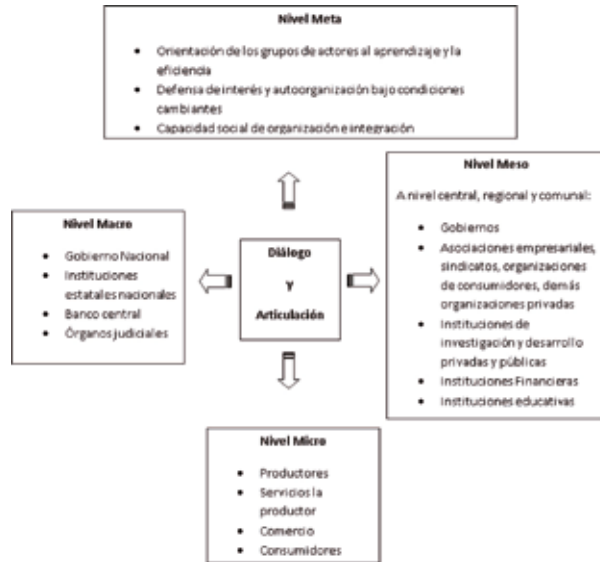 Nivel Meta
• Orientación de los grupos de actores al aprendizaje y la
eficiencia
• Defensa de interés y autoorganización bajo condiciones
cambiantes
• Capacidad social de organización e integración
Nivel Macro
• Gobierno Nacional
• Instituciones
estatales nacionales
• Banco central
• Órganos judiciales
Diálogo
Y
Articulación
Nivel Meso
A nivel central, regional y comunal:
• Gobiernos
• Asociaciones empresariales,
sindicatos, organizaciones
de consumidores, demás
organizaciones privadas
• Instituciones de
investigación y desarrollo
privadas y públicas
• Instituciones Financieras
• Instituciones educativas
Nivel Micro
• Productores
• Servicios la
productor
• Comercio
• Consumidores